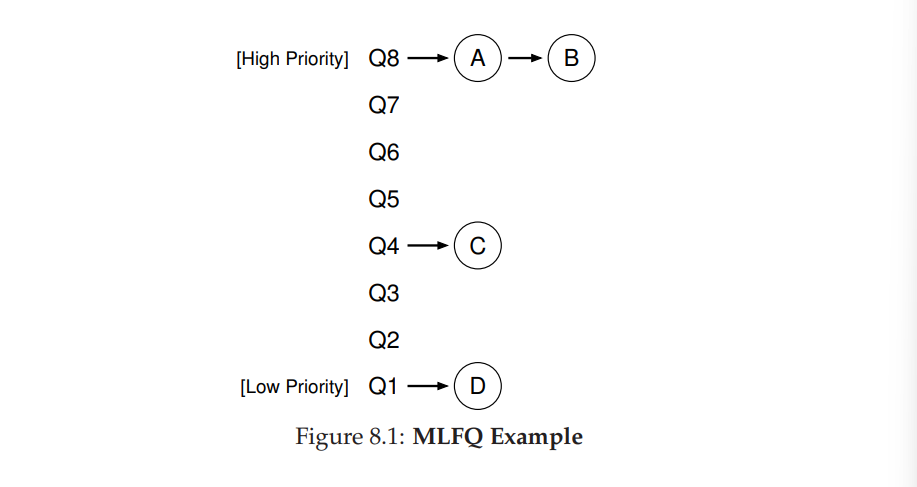 [High Priority] Q8 A B
Q7
Q6
Q5
Q4 C
Q3
Q2
[Low Priority] Q1 D
Figure 8.1: MLFQ Example